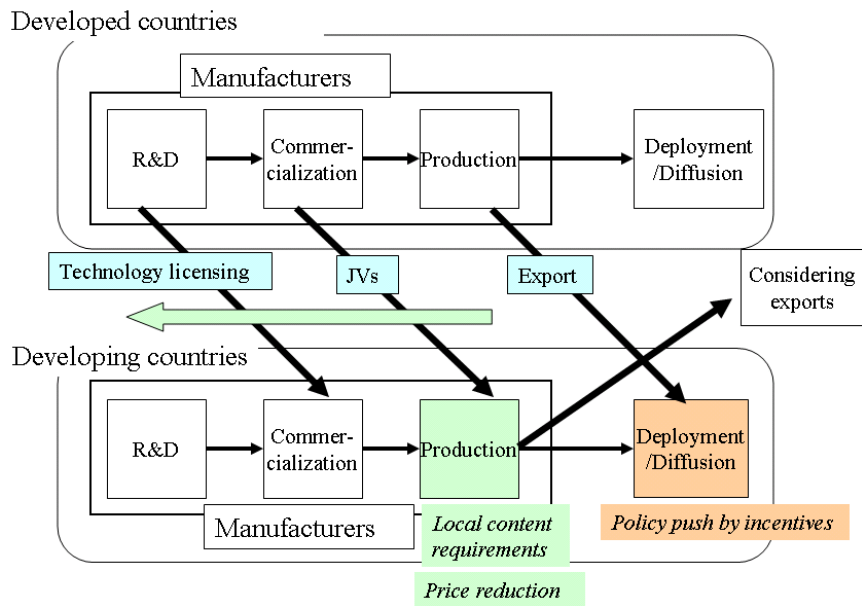 Developed countries
Manufacturers
R&D
Commer-
cialization
Production
Deployment
/Diffusion
Technology licensing
JVs
Export
Considering
exports
Developing countries
R&D
Commer-
cialization
Production
Deployment
/Diffusion
Manufacturers
Local content
requirements
Policy push by incentives
Price reduction